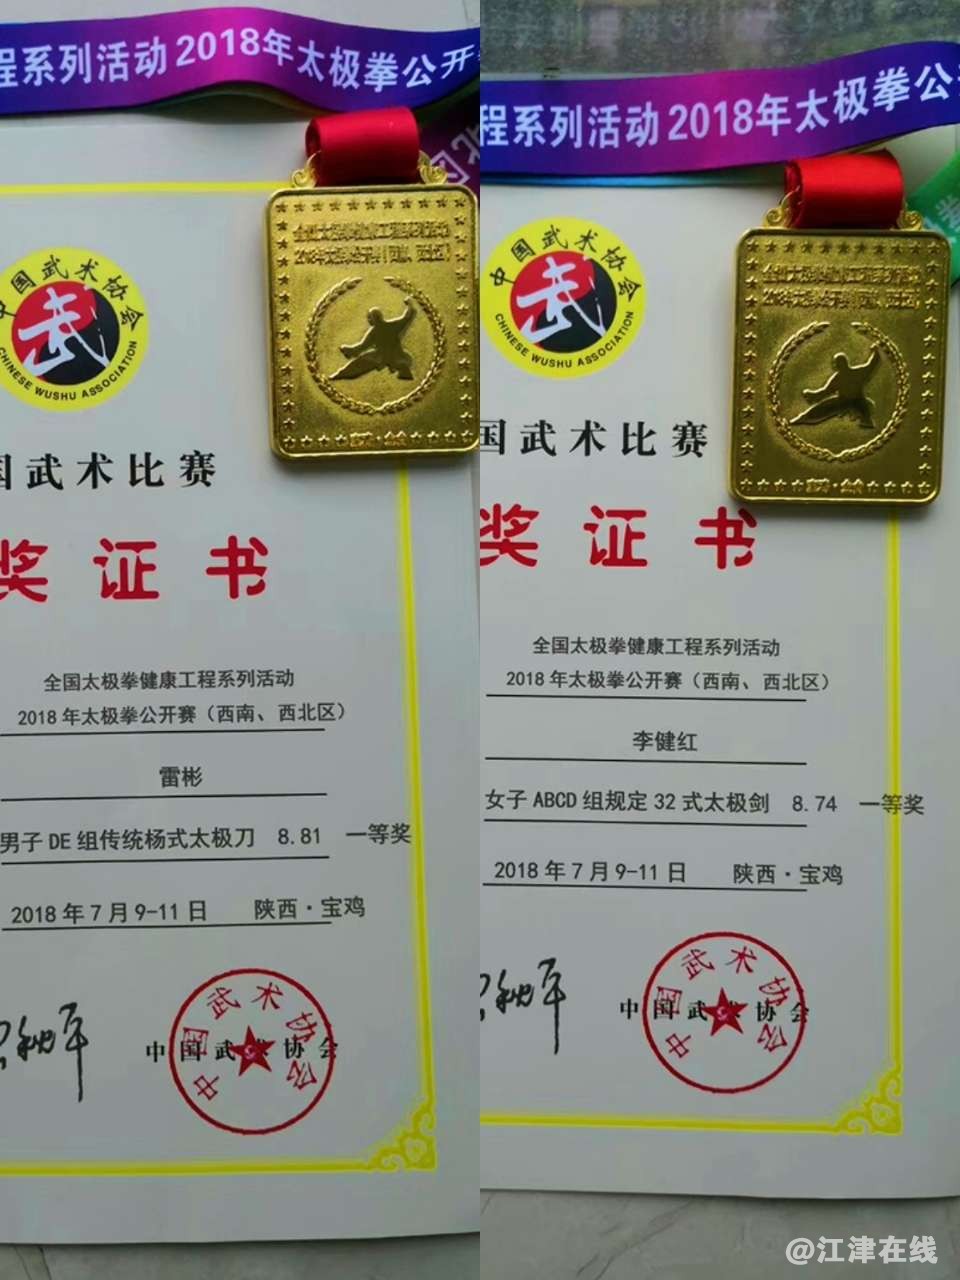 程系列活动 2018年太极拳公开
中国武术协会
CHINESE WUSHU ASSOCIATION
国武术比赛
奖证书
全国太极拳健康工程系列活动
2018年太极拳公开赛（西南、西北区）
雷彬
男子DE组传统杨式太极刀 8.81 一等奖
2018年7月9-11日 陕西·宝鸡
中国武术协会
中国武术协会
程系列活动 2018年太极拳公
中国武术协会
CHINESE WUSHU ASSOCIATION
国武术比赛
奖证书
全国太极拳健康工程系列活动
2018年太极拳公开赛（西南、西北区）
李健红
女子ABCD组规定32式太极剑 8.74 一等奖
2018年7月9-11日 陕西·宝鸡
中国武术协会
中国武术协会
@江津在线